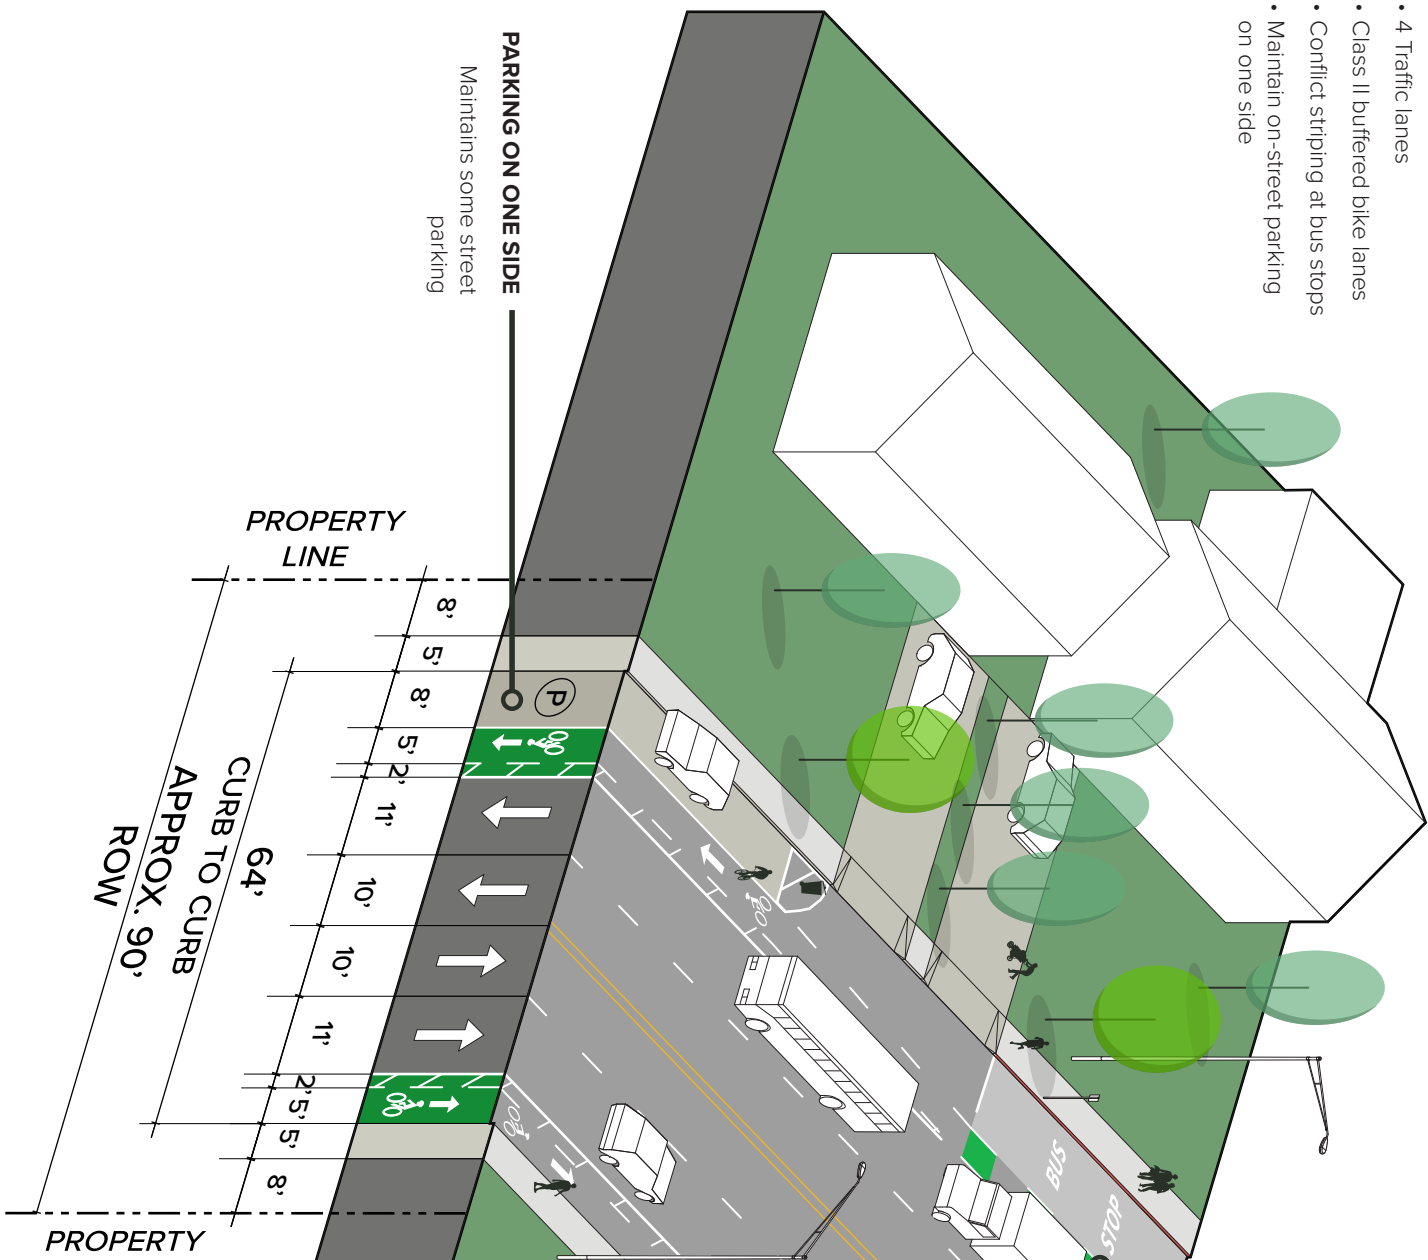 • 4 Traffic lanes
• Class II buffered bike lanes
• Conflict striping at bus stops
• Maintain on-street parking
on one side
PARKING ON ONE SIDE
Maintains some street
parking
PROPERTY
LINE
8’
5’
8’
5’
2’
11’
10’
10’
11’
2’
5’
5’
8’
64’
CURB TO CURB
APPROX. 90’
ROW
PROPERTY
P
BUS
STOP